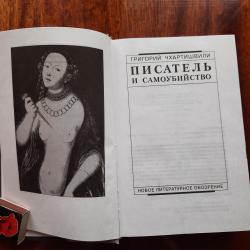 ГРИГОРИЙ ЧХАРТИШВИЛИ
ПИСАТЕЛЬ
И САМОУБИЙСТВО
НОВОЕ ЛИТЕРАТУРНОЕ ОБОЗРЕНИЕ